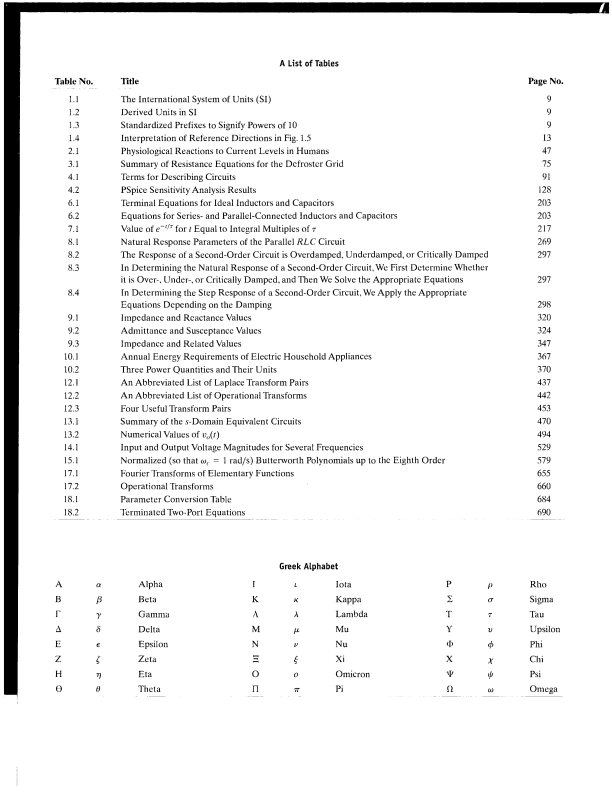 A List of Tables
Table No. Title Page No.
1.1 The International System of Units (SI) 9
1.2 Derived Units in SI 9
1.3 Standardized Prefixes to Signify Powers of 10 9
1.4 Interpretation of Reference Directions in Fig. 1.5 13
2.1 Physiological Reactions to Current Levels in Humans 47
3.1 Summary of Resistance Equations for the Defroster Grid 75
4.1 Terms for Describing Circuits 91
4.2 PSpice Sensitivity Analysis Results 128
6.1 Terminal Equations for Ideal Inductors and Capacitors 203
6.2 Equations for Series- and Parallel-Connected Inductors and Capacitors 203
7.1 Value of e^{-t/τ} for t Equal to Integral Multiples of τ 217
8.1 Natural Response Parameters of the Parallel RLC Circuit 269
8.2 The Response of a Second-Order Circuit is Overdamped, Underdamped, or Critically Damped 297
8.3 In Determining the Natural Response of a Second-Order Circuit, We First Determine Whether
it is Over-, Under-, or Critically Damped, and Then We Solve the Appropriate Equations 297
8.4 In Determining the Step Response of a Second-Order Circuit, We Apply the Appropriate
Equations Depending on the Damping 298
9.1 Impedance and Reactance Values 320
9.2 Admittance and Susceptance Values 324
9.3 Impedance and Related Values 347
10.1 Annual Energy Requirements of Electric Household Appliances 367
10.2 Three Power Quantities and Their Units 370
12.1 An Abbreviated List of Laplace Transform Pairs 437
12.2 An Abbreviated List of Operational Transforms 442
12.3 Four Useful Transform Pairs 453
13.1 Summary of the s-Domain Equivalent Circuits 470
13.2 Numerical Values of v_o(t) 494
14.1 Input and Output Voltage Magnitudes for Several Frequencies 529
15.1 Normalized (so that ω_c = 1 rad/s) Butterworth Polynomials up to the Eighth Order 579
17.1 Fourier Transforms of Elementary Functions 655
17.2 Operational Transforms 660
18.1 Parameter Conversion Table 684
18.2 Terminated Two-Port Equations 690
Greek Alphabet
Α α Alpha Ι ι Iota Ρ ρ Rho
Β β Beta Κ κ Kappa Σ σ Sigma
Γ γ Gamma Λ λ Lambda Τ τ Tau
Δ δ Delta Μ μ Mu Υ υ Upsilon
Ε ϵ Epsilon Ν ν Nu Φ ϕ Phi
Ζ ζ Zeta Ξ ξ Xi Χ χ Chi
Η η Eta Ο ο Omicron Ψ ψ Psi
Θ θ Theta Π π Pi Ω ω Omega